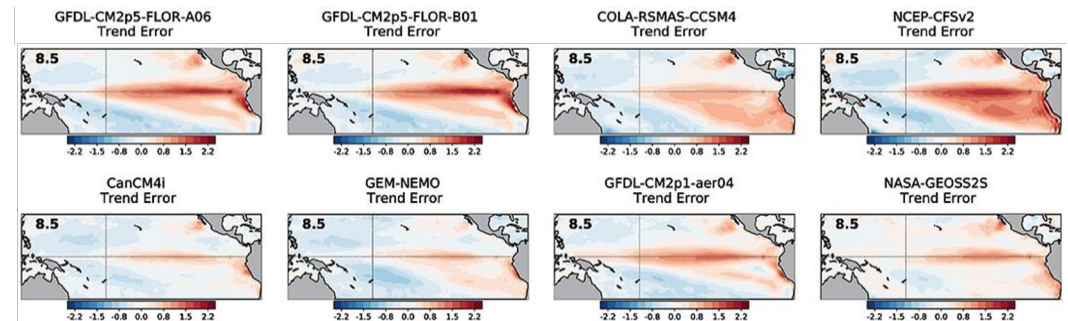 GFDL-CM2p5-FLOR-A06 GFDL-CM2p5-FLOR-B01 COLA-RSMAS-CCSM4 NCEP-CFSv2
Trend Error Trend Error Trend Error Trend Error
8.5 8.5 8.5 8.5
-2.2 -1.5 -0.8 0.0 0.8 1.5 2.2 -2.2 -1.5 -0.8 0.0 0.8 1.5 2.2 -2.2 -1.5 -0.8 0.0 0.8 1.5 2.2 -2.2 -1.5 -0.8 0.0 0.8 1.5 2.2
CanCM4i GEM-NEMO GFDL-CM2p1-aer04 NASA-GEOSS2S
Trend Error Trend Error Trend Error Trend Error
8.5 8.5 8.5 8.5
-2.2 -1.5 -0.8 0.0 0.8 1.5 2.2 -2.2 -1.5 -0.8 0.0 0.8 1.5 2.2 -2.2 -1.5 -0.8 0.0 0.8 1.5 2.2 -2.2 -1.5 -0.8 0.0 0.8 1.5 2.2